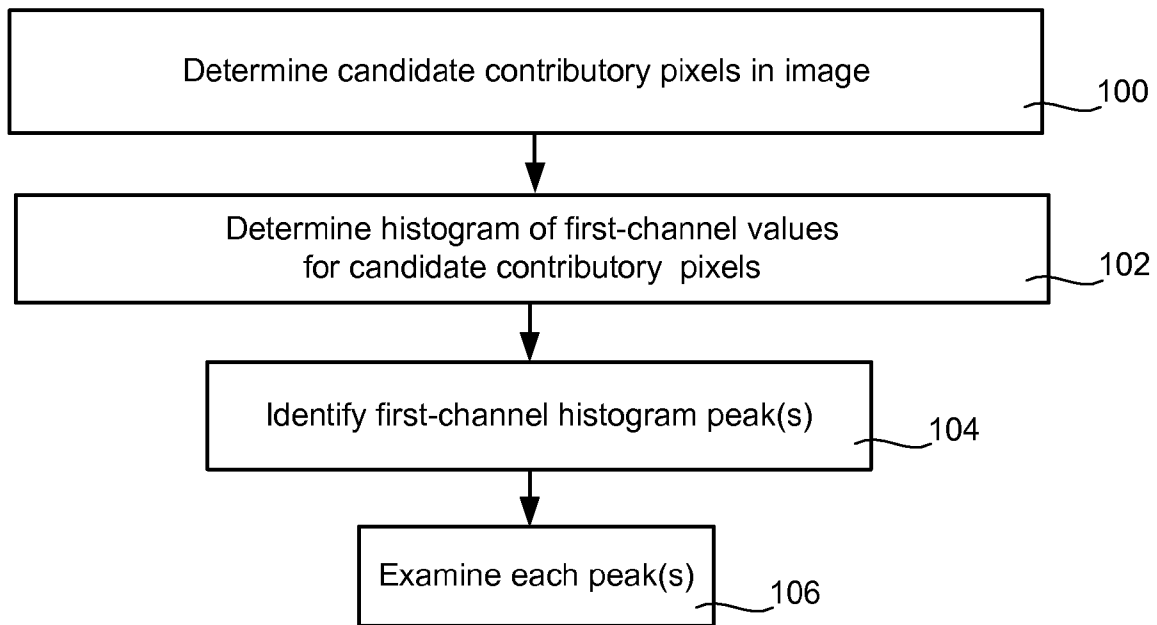 Determine candidate contributory pixels in image
100
Determine histogram of first-channel values
for candidate contributory pixels
102
Identify first-channel histogram peak(s)
104
Examine each peak(s)
106